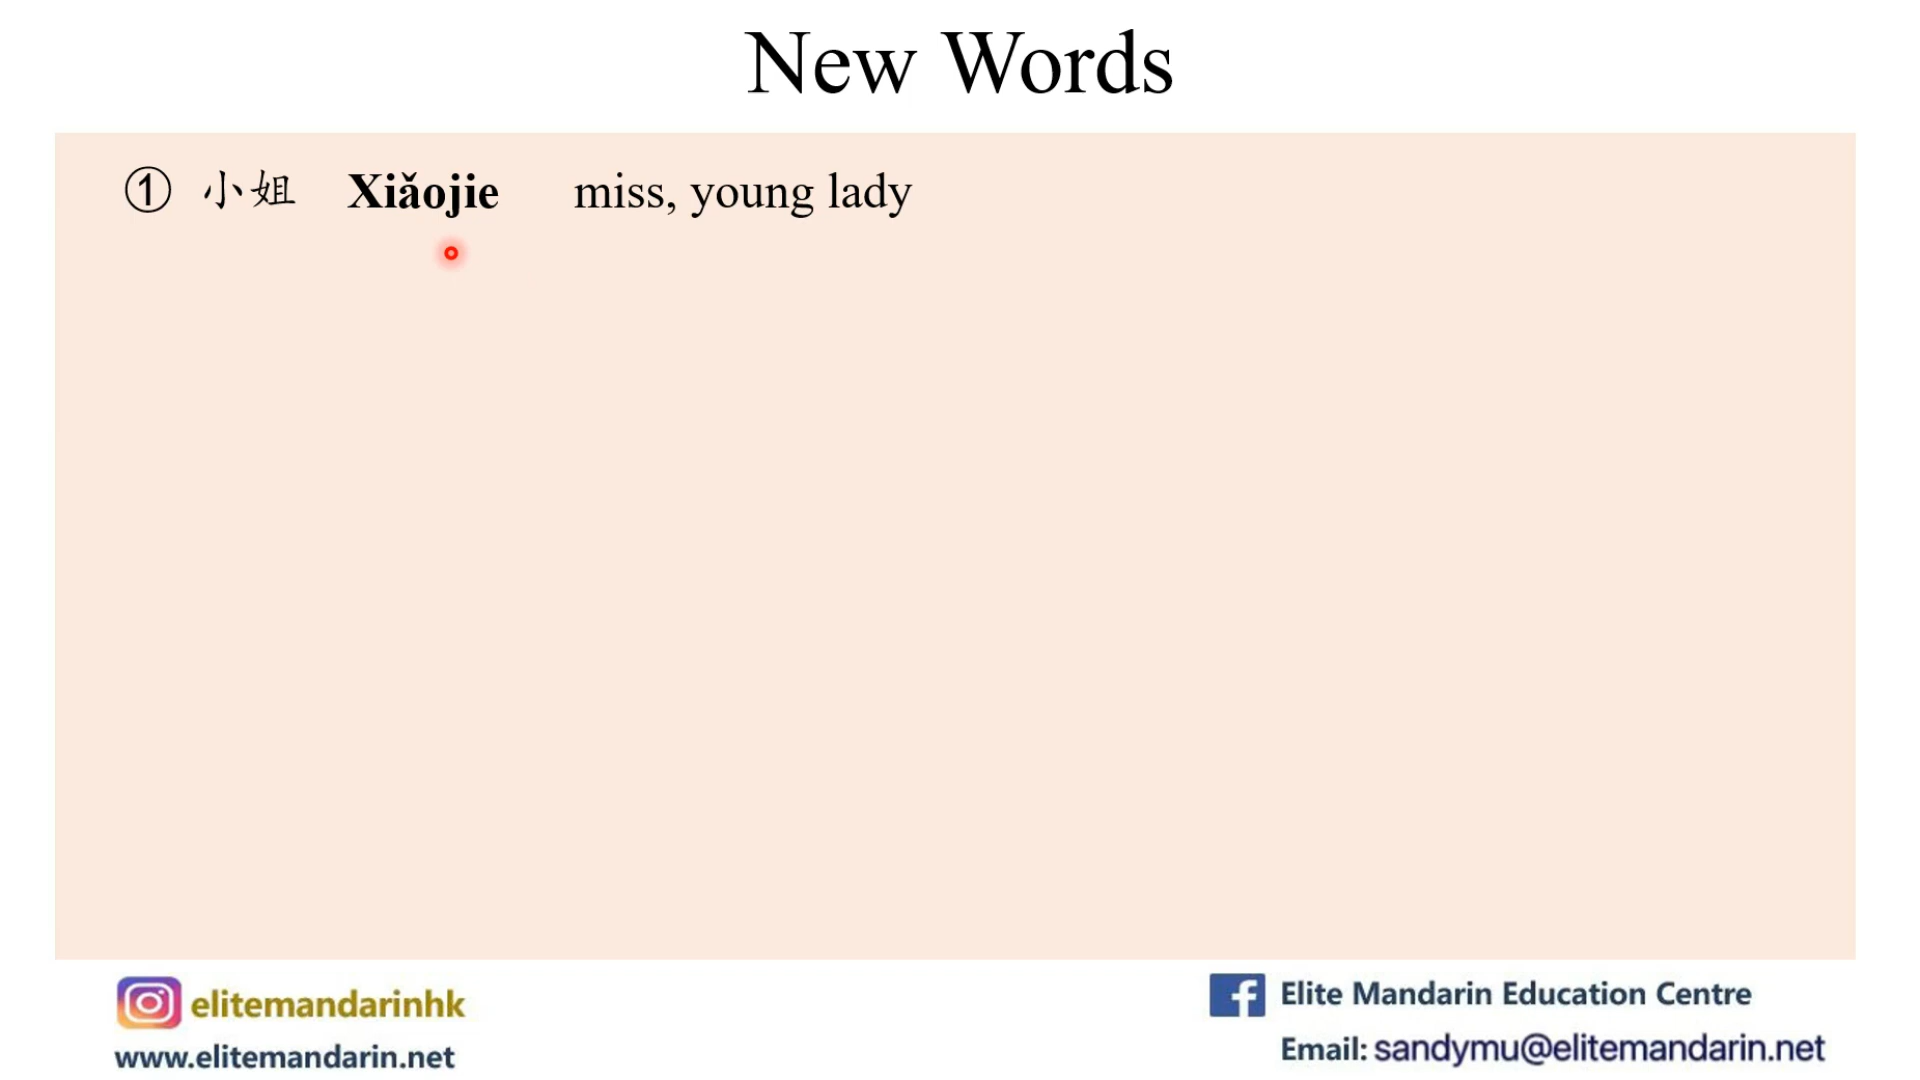 New Words
① 小姐 Xiǎojie miss, young lady
elitemandarinhk
www.elitemandarin.net
Elite Mandarin Education Centre
Email: sandymu@elitemandarin.net